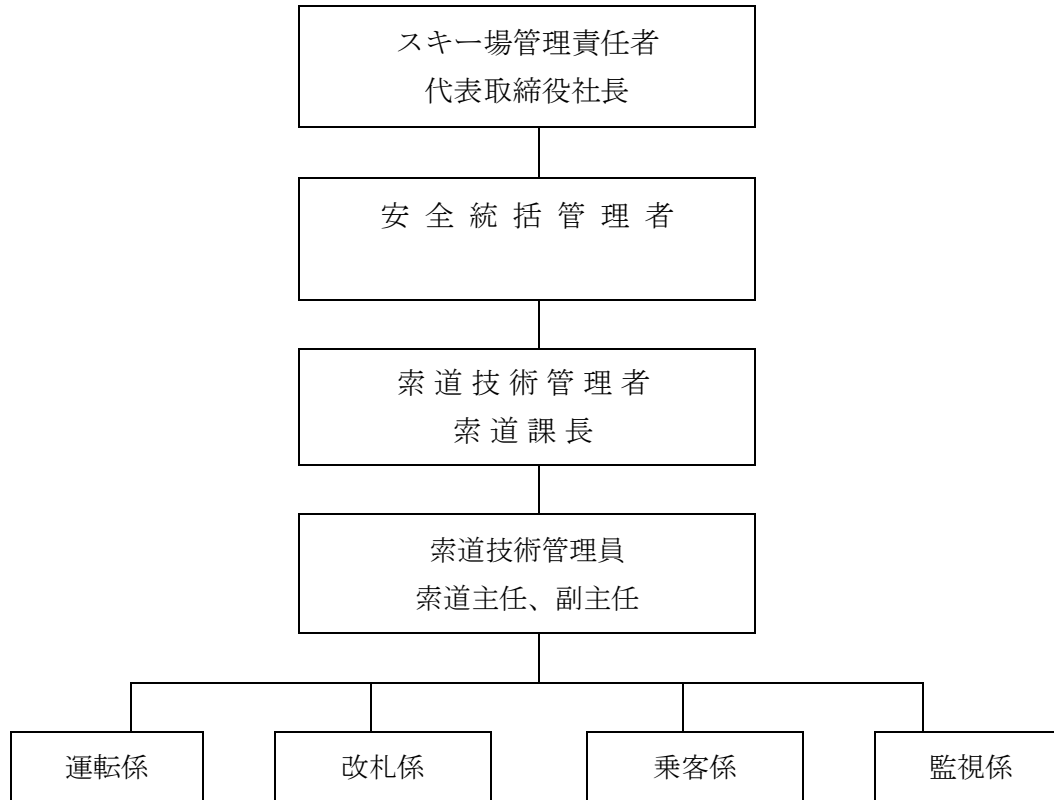 スキー場管理責任者
代表取締役社長
安全統括管理者
索道技術管理者
索道課長
索道技術管理員
索道主任、副主任
運転係
改札係
乗客係
監視係